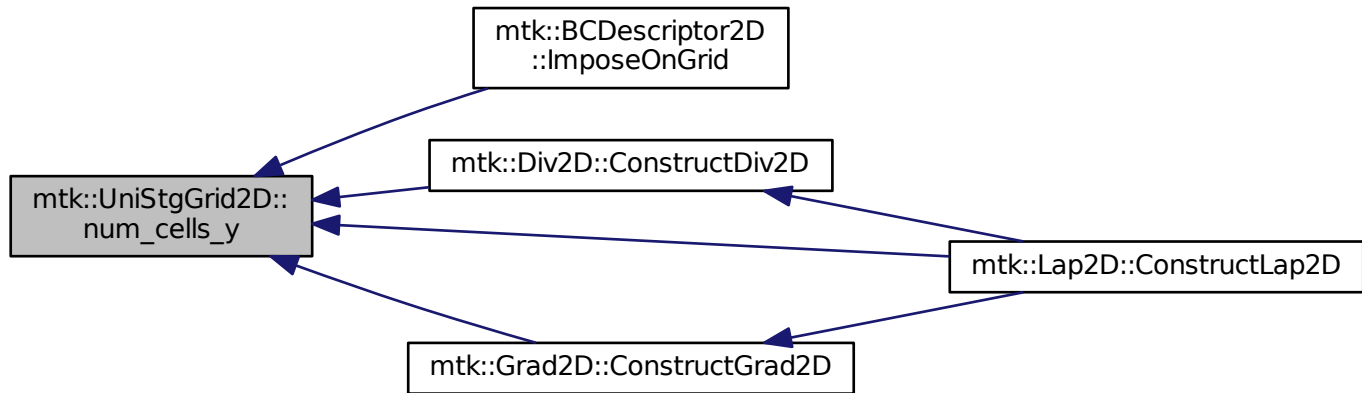 mtk::BCDescriptor2D
::ImposeOnGrid
mtk::Div2D::ConstructDiv2D
mtk::UniStgGrid2D::
num_cells_y
mtk::Lap2D::ConstructLap2D
mtk::Grad2D::ConstructGrad2D